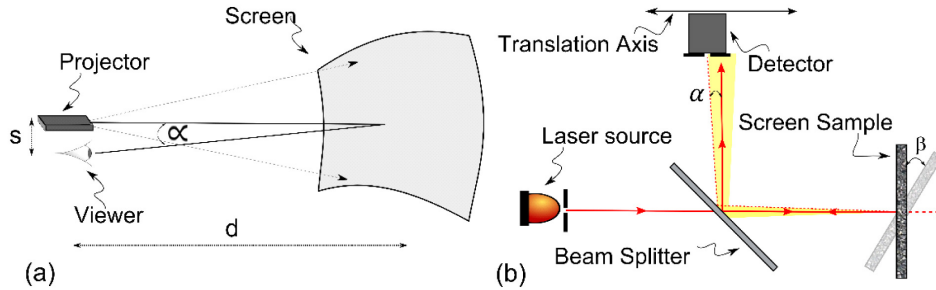 Screen
Projector
s
α
Viewer
d
(a)
Translation Axis
Detector
α
Laser source
Screen Sample
β
Beam Splitter
(b)